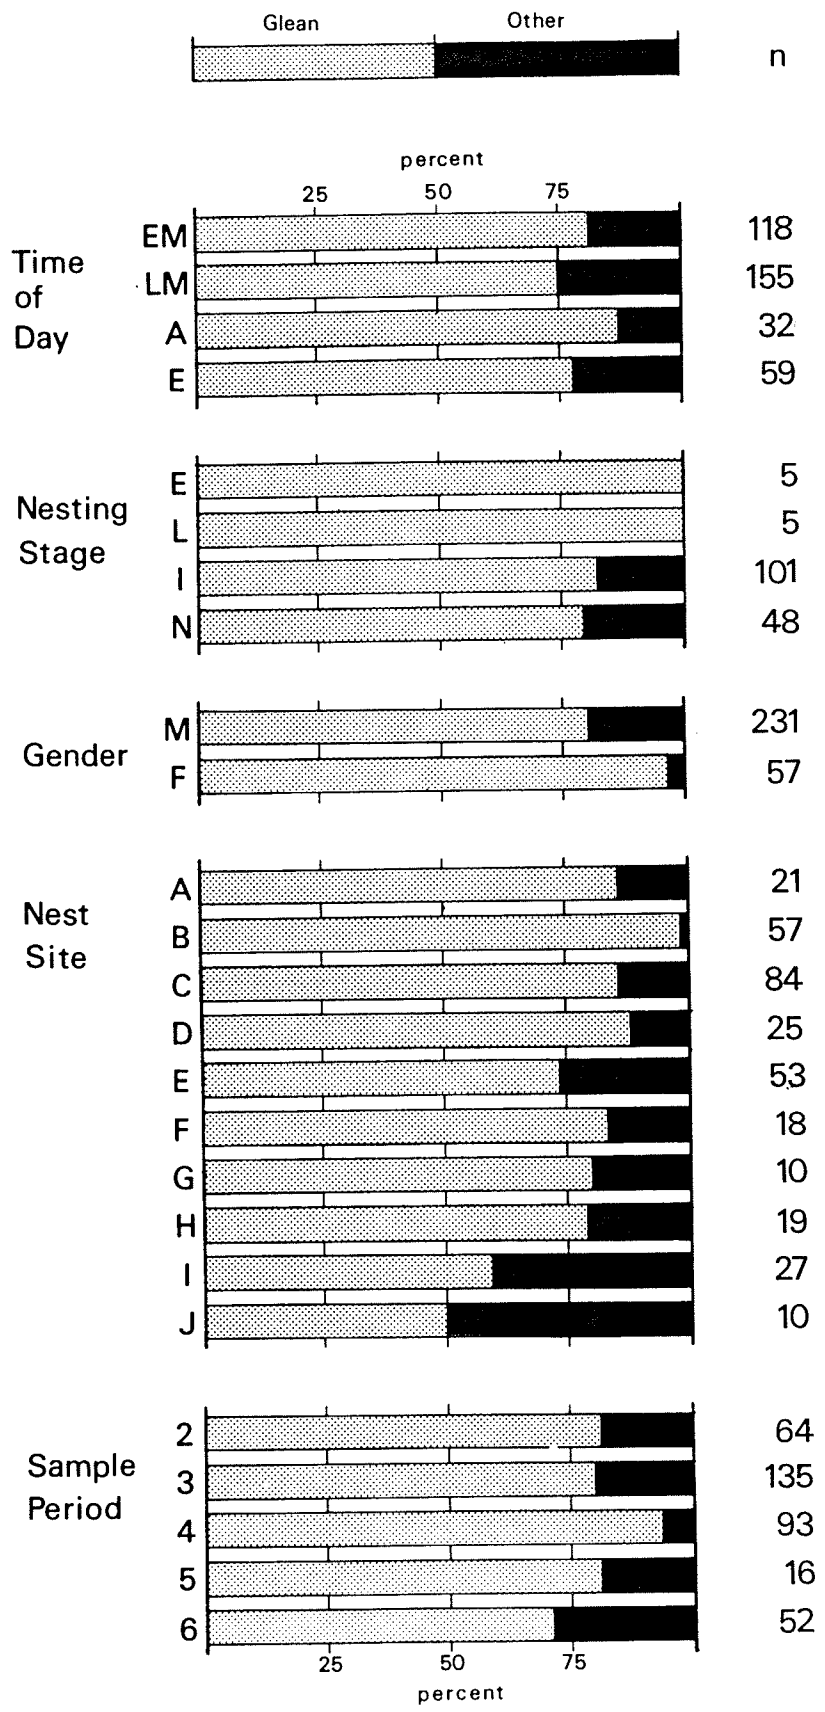 Glean Other
n
percent
25 50 75
EM 118
Time of Day
LM 155
A 32
E 59
E 5
Nesting Stage
L 5
I 101
N 48
M 231
Gender
F 57
A 21
Nest Site
B 57
C 84
D 25
E 53
F 18
G 10
H 19
I 27
J 10
2 64
Sample Period
3 135
4 93
5 16
6 52
25 50 75
percent